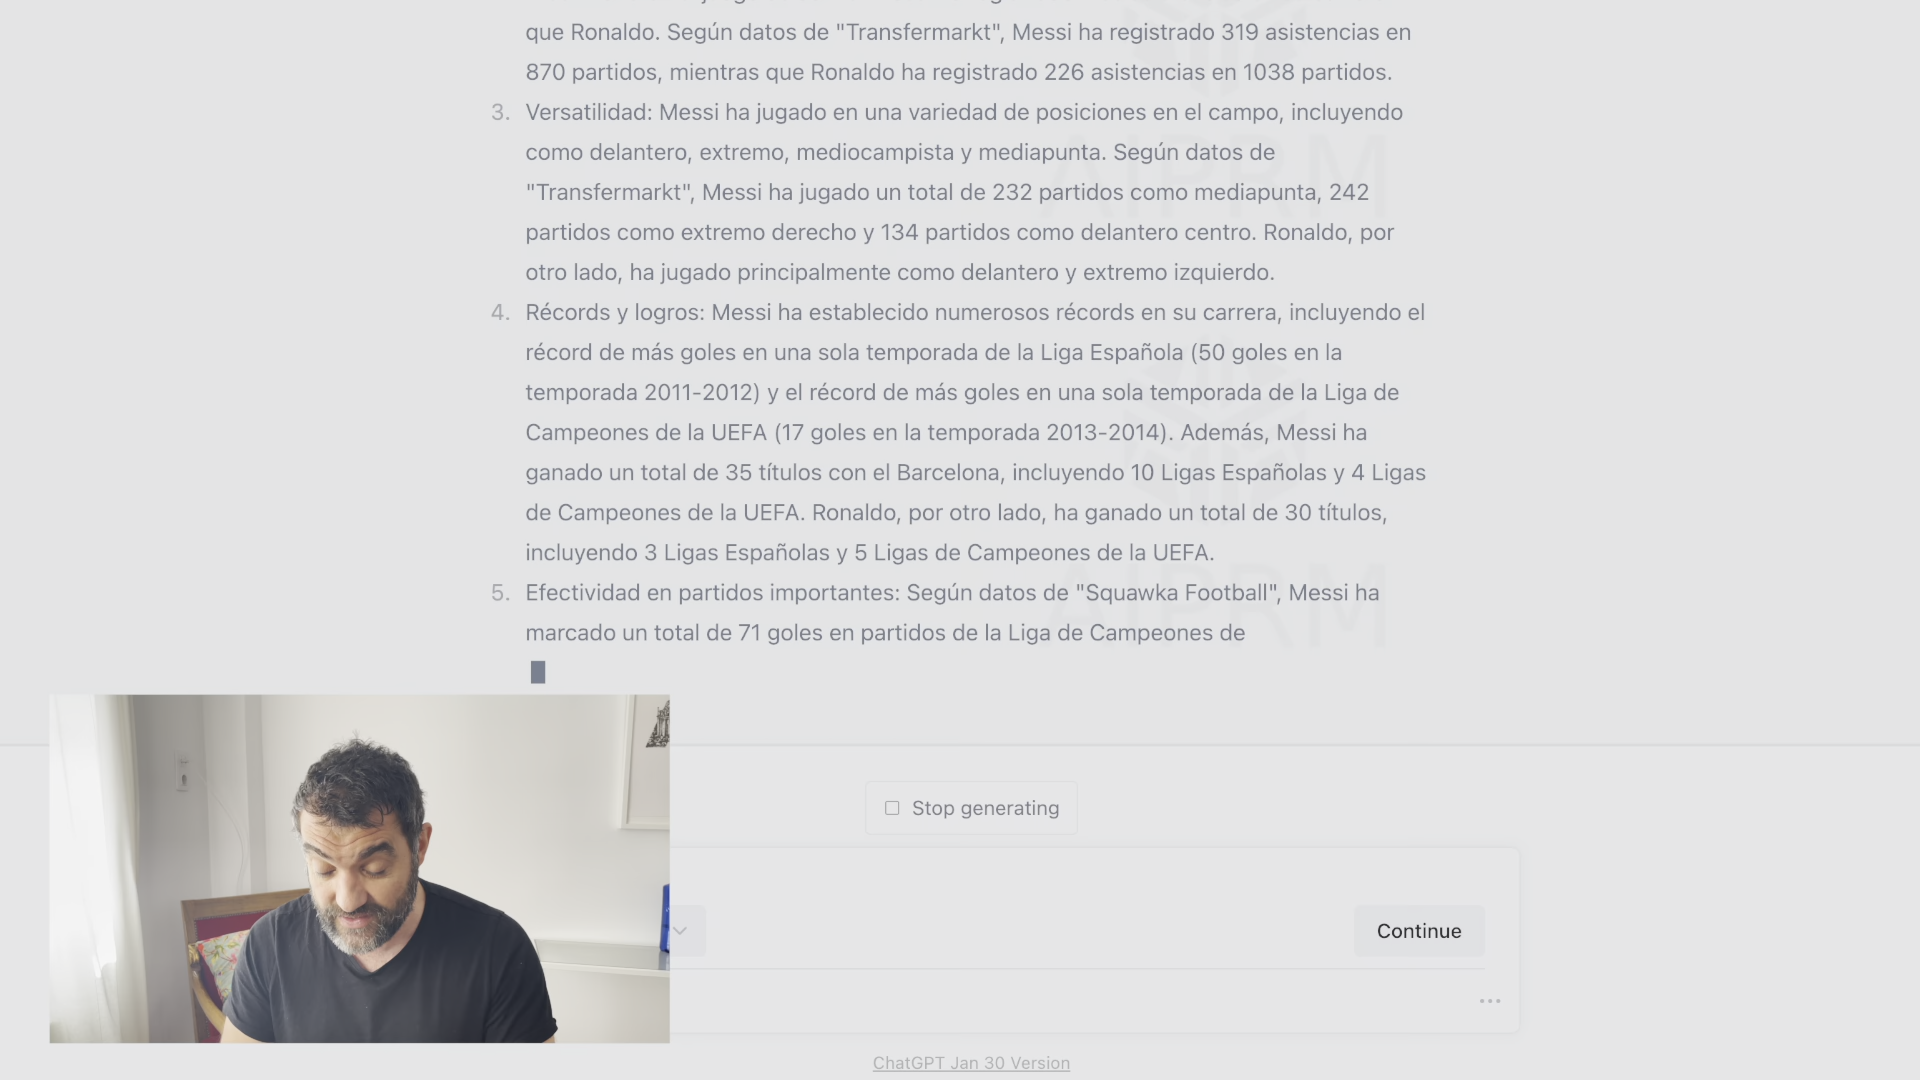 que Ronaldo. Según datos de "Transfermarkt", Messi ha registrado 319 asistencias en
870 partidos, mientras que Ronaldo ha registrado 226 asistencias en 1038 partidos.
3. Versatilidad: Messi ha jugado en una variedad de posiciones en el campo, incluyendo
como delantero, extremo, mediocampista y mediapunta. Según datos de
"Transfermarkt", Messi ha jugado un total de 232 partidos como mediapunta, 242
partidos como extremo derecho y 134 partidos como delantero centro. Ronaldo, por
otro lado, ha jugado principalmente como delantero y extremo izquierdo.
4. Récords y logros: Messi ha establecido numerosos récords en su carrera, incluyendo el
récord de más goles en una sola temporada de la Liga Española (50 goles en la
temporada 2011-2012) y el récord de más goles en una sola temporada de la Liga de
Campeones de la UEFA (17 goles en la temporada 2013-2014). Además, Messi ha
ganado un total de 35 títulos con el Barcelona, incluyendo 10 Ligas Españolas y 4 Ligas
de Campeones de la UEFA. Ronaldo, por otro lado, ha ganado un total de 30 títulos,
incluyendo 3 Ligas Españolas y 5 Ligas de Campeones de la UEFA.
5. Efectividad en partidos importantes: Según datos de "Squawka Football", Messi ha
marcado un total de 71 goles en partidos de la Liga de Campeones de
AIPRM
AIPRM
Stop generating
Continue
ChatGPT Jan 30 Version